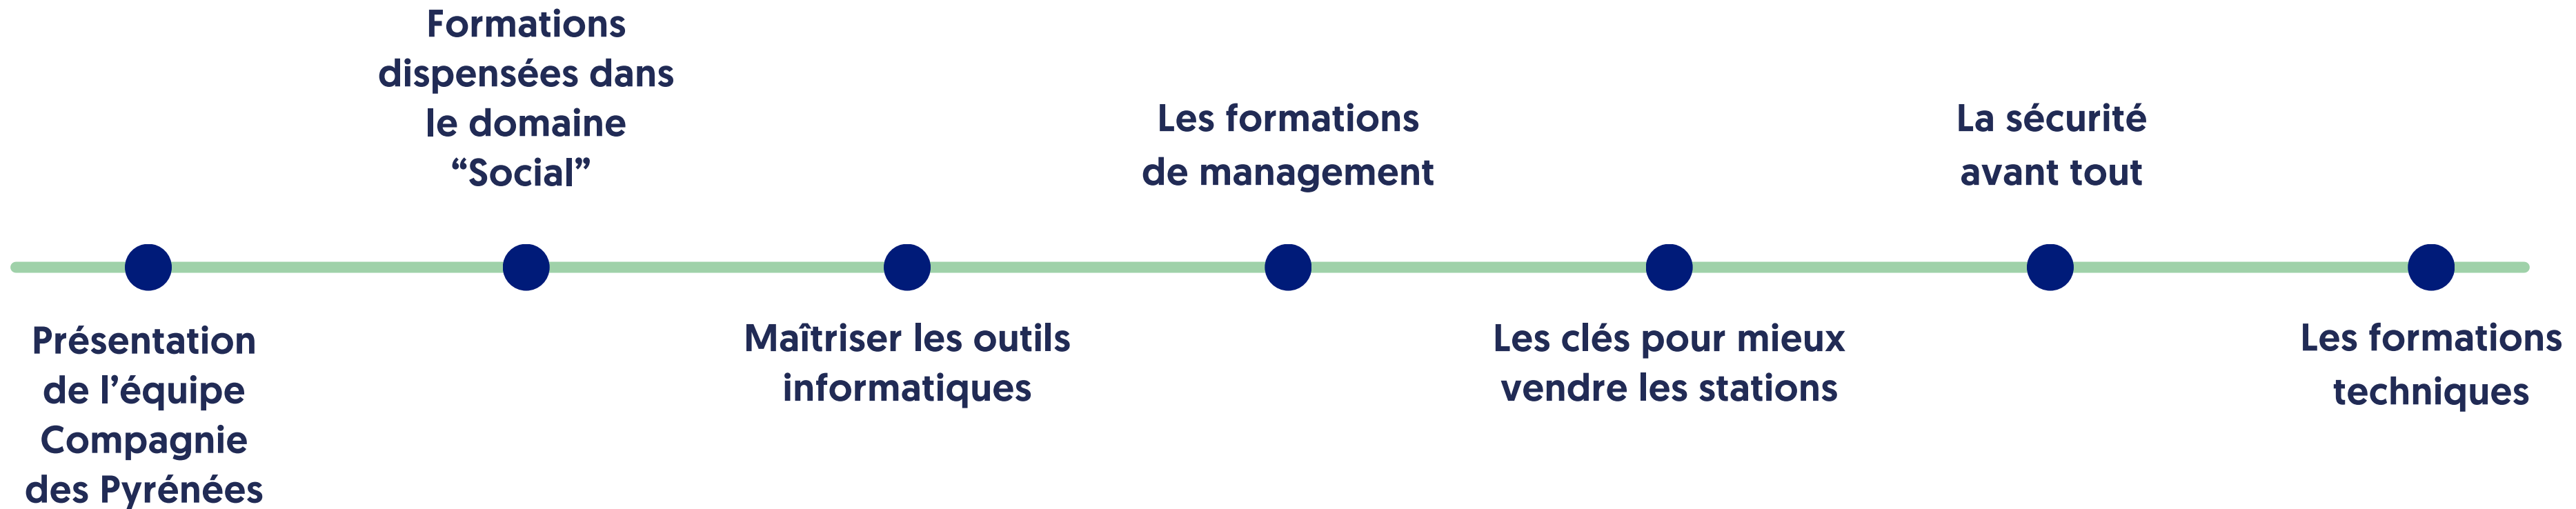 Présentation
de l’équipe
Compagnie
des Pyrénées
Formations
dispensées dans
le domaine
“Social”
Maîtriser les outils
informatiques
Les formations
de management
Les clés pour mieux
vendre les stations
La sécurité
avant tout
Les formations
techniques